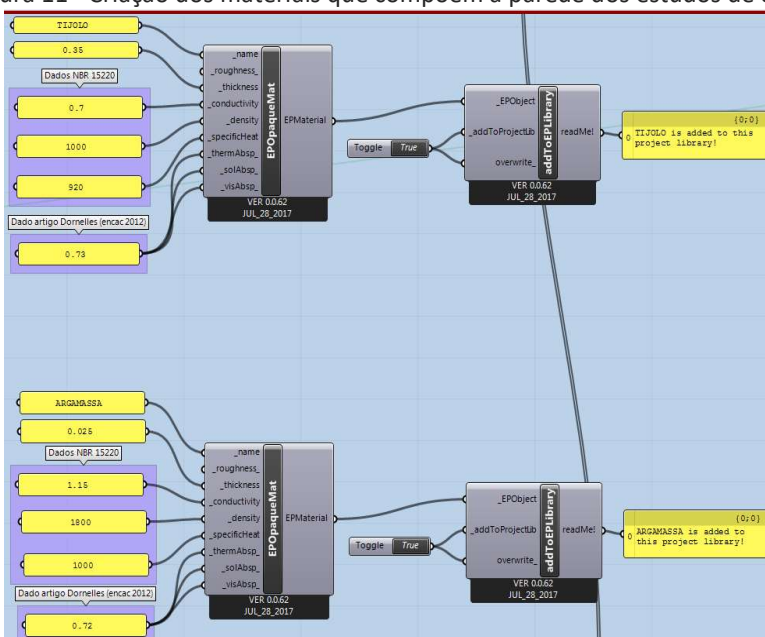 Criação dos materiais que compõem a parede dos estudos de
TIJOLO
0.35
Dados NBR 15220
0.7
1000
920
Dado artigo Dornelles (encac 2012)
0.73
_name
_roughness_
_thickness
_conductivity
_density
_specificHeat
_thermAbsp_
_solAbsp_
_visAbsp_
EPOpaqueMat
EPMaterial
VER 0.0.62
JUL_28_2017
Toggle True
_EPObject
_addToProjectLib
overwrite_
addToEPLibrary
readMe!
VER 0.0.62
JUL_28_2017
{0;0}
0 TIJOLO is added to this
project library!
ARGAMASSA
0.025
Dados NBR 15220
1.15
1800
1000
Dado artigo Dornelles (encac 2012)
0.72
_name
_roughness_
_thickness
_conductivity
_density
_specificHeat
_thermAbsp_
_solAbsp_
_visAbsp_
EPOpaqueMat
EPMaterial
VER 0.0.62
JUL_28_2017
Toggle True
_EPObject
_addToProjectLib
overwrite_
addToEPLibrary
readMe!
VER 0.0.62
JUL_28_2017
{0;0}
0 ARGAMASSA is added to
this project library!